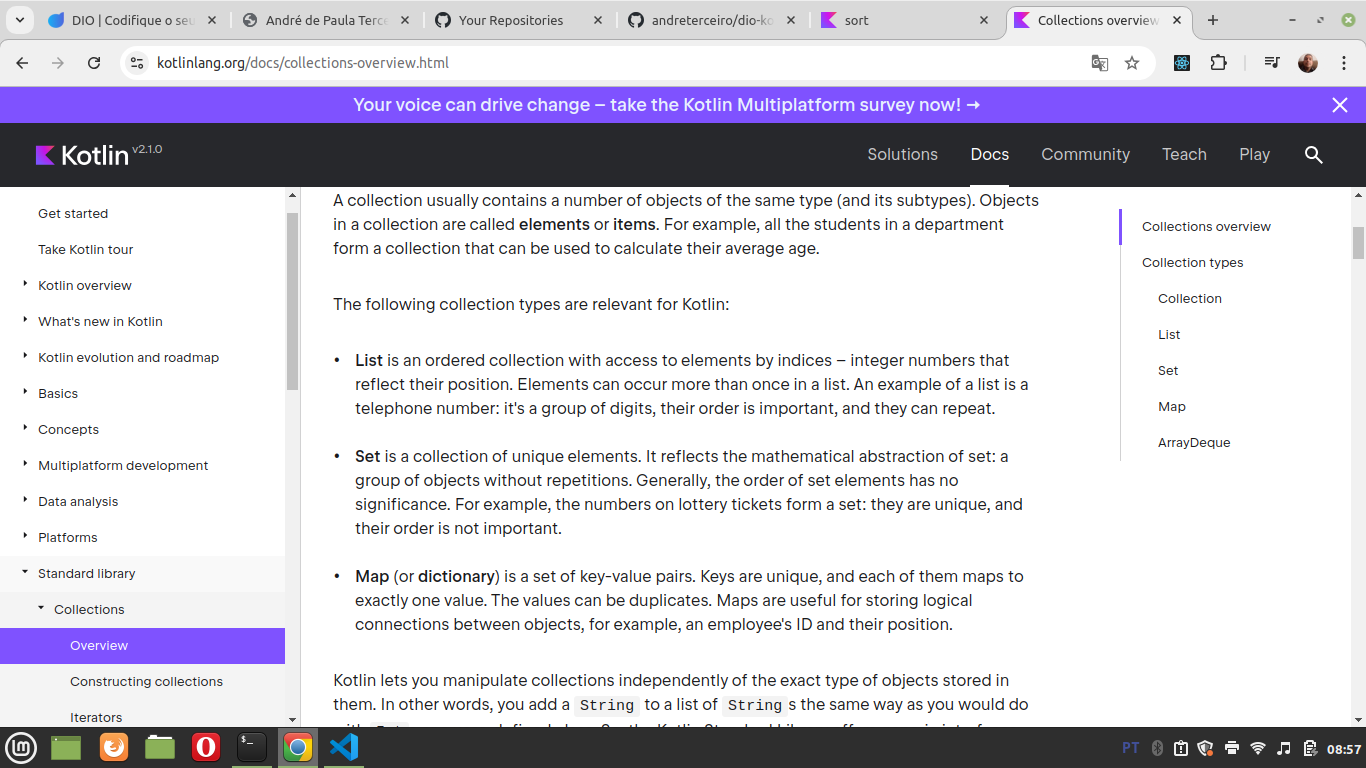 DIO | Codifique o seu
André de Paula Terce
Your Repositories
andreterceiro/dio-ko
sort
Collections overview
kotlinlang.org/docs/collections-overview.html
Your voice can drive change – take the Kotlin Multiplatform survey now! →
Kotlin v2.1.0
Solutions
Docs
Community
Teach
Play
Get started
Take Kotlin tour
Kotlin overview
What's new in Kotlin
Kotlin evolution and roadmap
Basics
Concepts
Multiplatform development
Data analysis
Platforms
Standard library
Collections
Overview
Constructing collections
Iterators
A collection usually contains a number of objects of the same type (and its subtypes). Objects
in a collection are called elements or items. For example, all the students in a department
form a collection that can be used to calculate their average age.
The following collection types are relevant for Kotlin:
• List is an ordered collection with access to elements by indices – integer numbers that
reflect their position. Elements can occur more than once in a list. An example of a list is a
telephone number: it's a group of digits, their order is important, and they can repeat.
• Set is a collection of unique elements. It reflects the mathematical abstraction of set: a
group of objects without repetitions. Generally, the order of set elements has no
significance. For example, the numbers on lottery tickets form a set: they are unique, and
their order is not important.
• Map (or dictionary) is a set of key-value pairs. Keys are unique, and each of them maps to
exactly one value. The values can be duplicates. Maps are useful for storing logical
connections between objects, for example, an employee's ID and their position.
Kotlin lets you manipulate collections independently of the exact type of objects stored in
them. In other words, you add a String to a list of Strings the same way as you would do
Collections overview
Collection types
Collection
List
Set
Map
ArrayDeque
PT
08:57